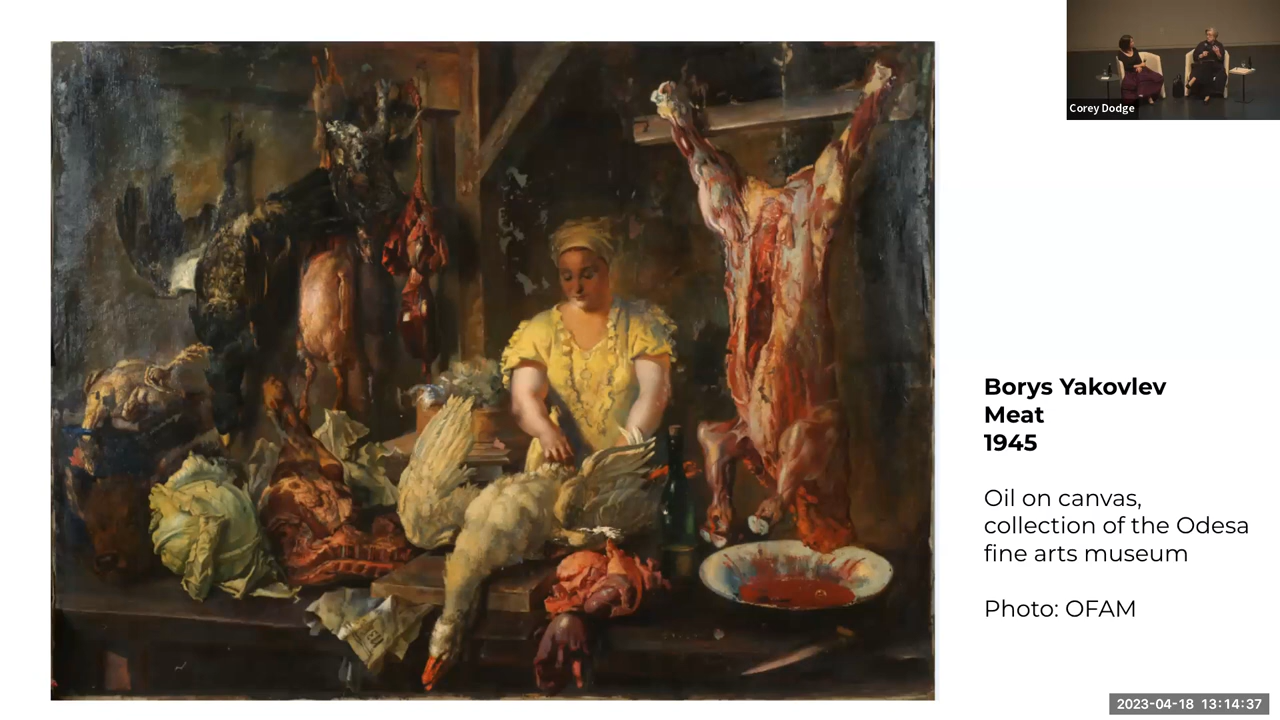 Corey Dodge
Borys Yakovlev
Meat
1945
Oil on canvas,
collection of the Odesa
fine arts museum
Photo: OFAM
2023-04-18 13:14:37